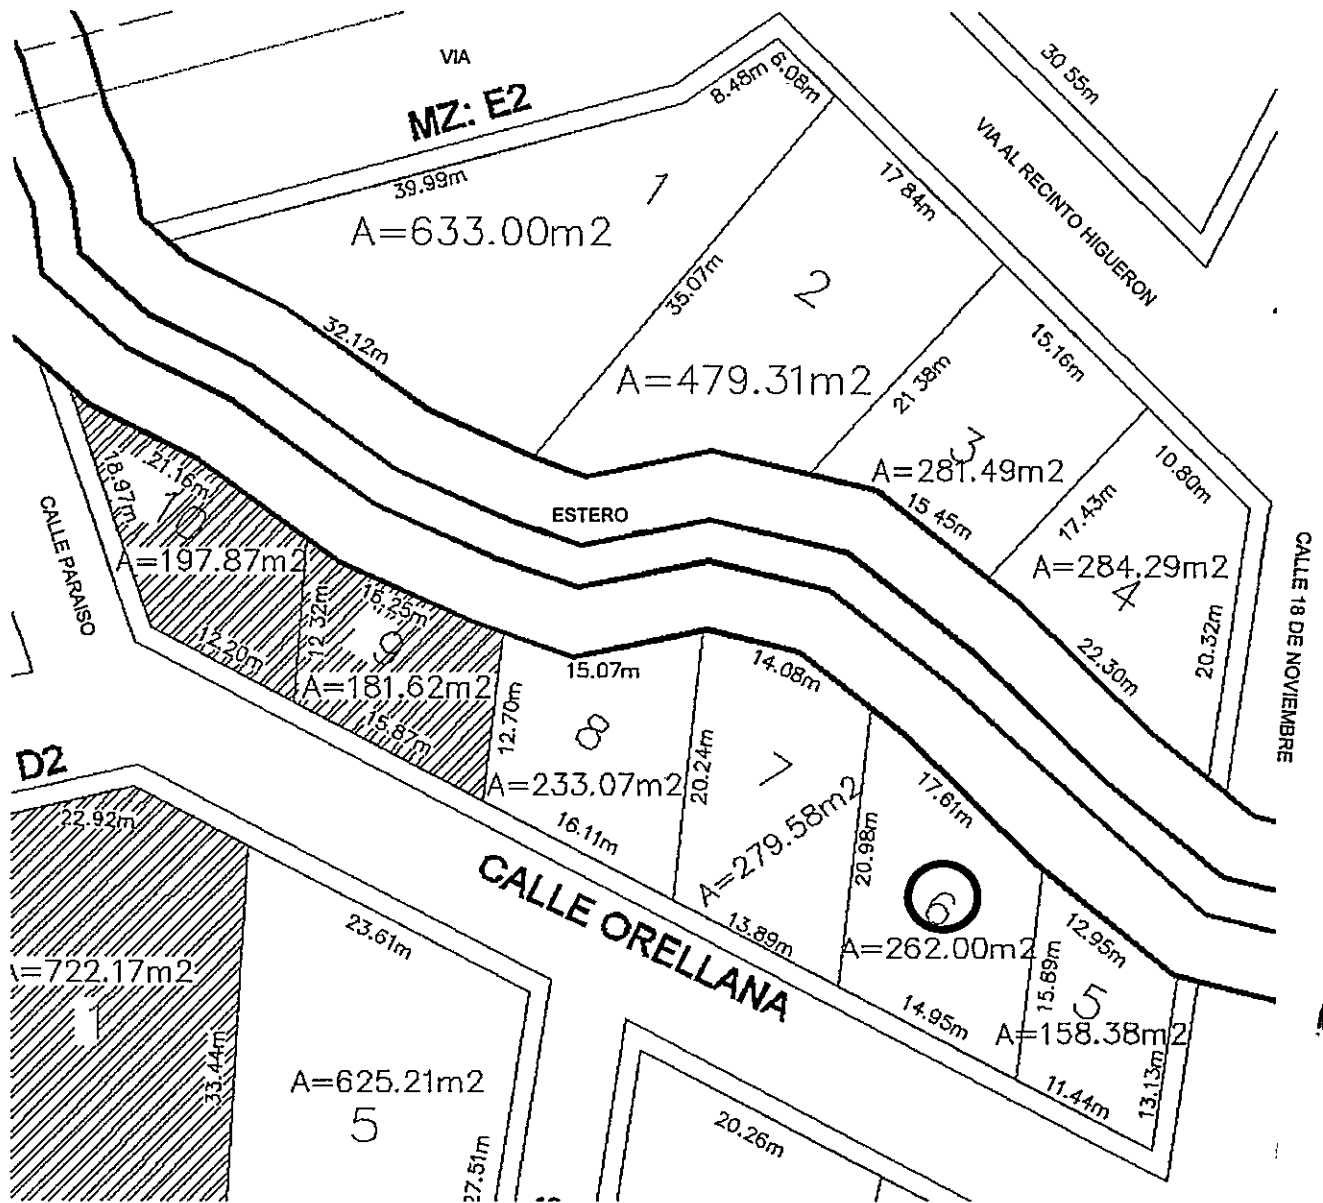 VIA
MZ: E2
30 55m
8.48m
6.08m
VIA AL RECINTO HIGUERON
39.99m
1
17.84m
A=633.00m2
35.07m
2
32.12m
15.16m
21 38m
A=479.31m2
3
10.80m
A=281.49m2
18.97m
21.16m
10
15 45m
17.43m
CALLE PARAISO
ESTERO
CALLE 18 DE NOVIEMBRE
A=197.87m2
A=284.29m2
4
12.32m
16.25m
9
12.20m
20.32m
22.30m
15.07m
14.08m
A=181.62m2
15.87m
12.70m
8
D2
20.24m
7
A=233.07m2
17.61m
22.92m
16.11m
A=279.58m2
20.98m
CALLE ORELLANA
6
13.89m
23.61m
A=262.00m2
12.95m
A=722.17m2
15.89m
5
1
14.95m
A=158.38m2
33.44m
A=625.21m2
11.44m
13.13m
5
20.26m
27.51m